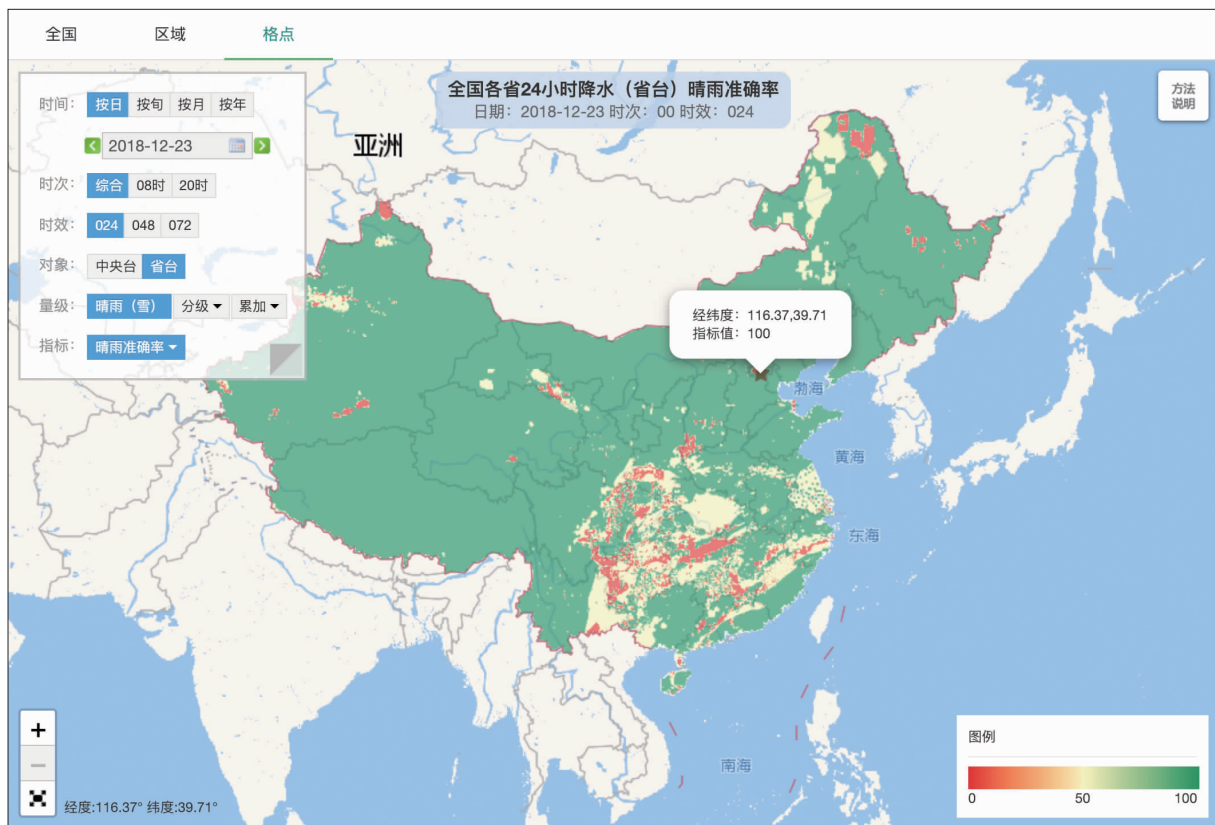 全国 区域 格点
全国各省24小时降水（省台）晴雨准确率
日期：2018-12-23 时次：00 时效：024
方法
说明
时间： 按日 按旬 按月 按年
2018-12-23
时次： 综合 08时 20时
时效： 024 048 072
对象： 中央台 省台
量级： 晴雨（雪） 分级 累加
指标： 晴雨准确率
亚洲
经纬度：116.37,39.71
指标值：100
渤海
黄海
东海
南海
图例
0 50 100
+
−
经度:116.37° 纬度:39.71°